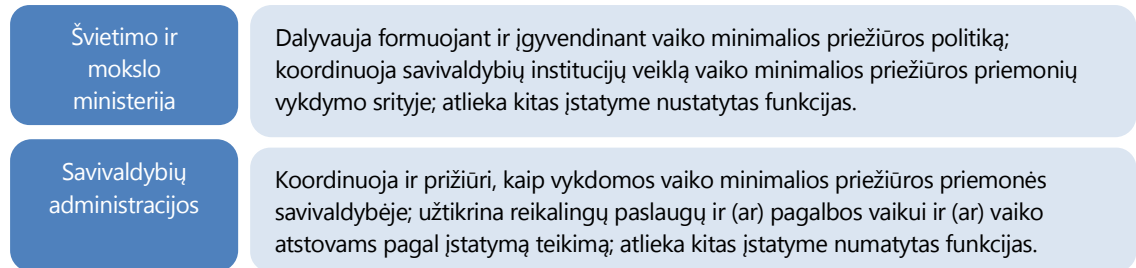 Švietimo ir
mokslo
ministerija
Dalyvauja formuojant ir įgyvendinant vaiko minimalios priežiūros politiką;
koordinuoja savivaldybių institucijų veiklą vaiko minimalios priežiūros priemonių
vykdymo srityje; atlieka kitas įstatyme nustatytas funkcijas.
Savivaldybių
administracijos
Koordinuoja ir prižiūri, kaip vykdomos vaiko minimalios priežiūros priemonės
savivaldybėje; užtikrina reikalingų paslaugų ir (ar) pagalbos vaikui ir (ar) vaiko
atstovams pagal įstatymą teikimą; atlieka kitas įstatyme numatytas funkcijas.